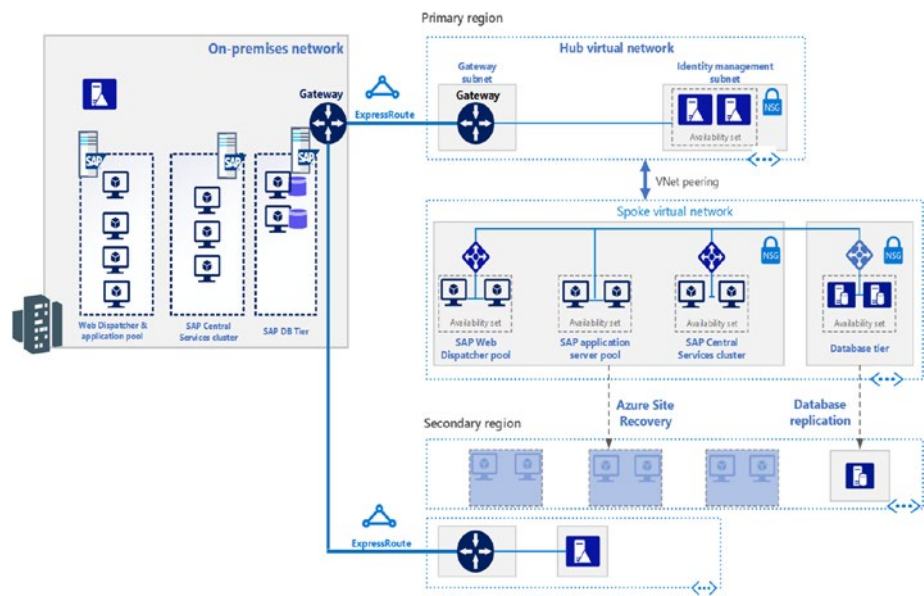 Primary region
On-premises network
Gateway
SAP
SAP
SAP
Web Dispatcher &
application pool
SAP Central
Services cluster
SAP DB Tier
ExpressRoute
Hub virtual network
Gateway
subnet
Gateway
Identity management
subnet
NSG
Availability set
VNet peering
Spoke virtual network
NSG
NSG
Availability set
Availability set
Availability set
Availability set
SAP Web
Dispatcher pool
SAP application
server pool
SAP Central
Services cluster
Database tier
Azure Site
Recovery
Database
replication
Secondary region
ExpressRoute